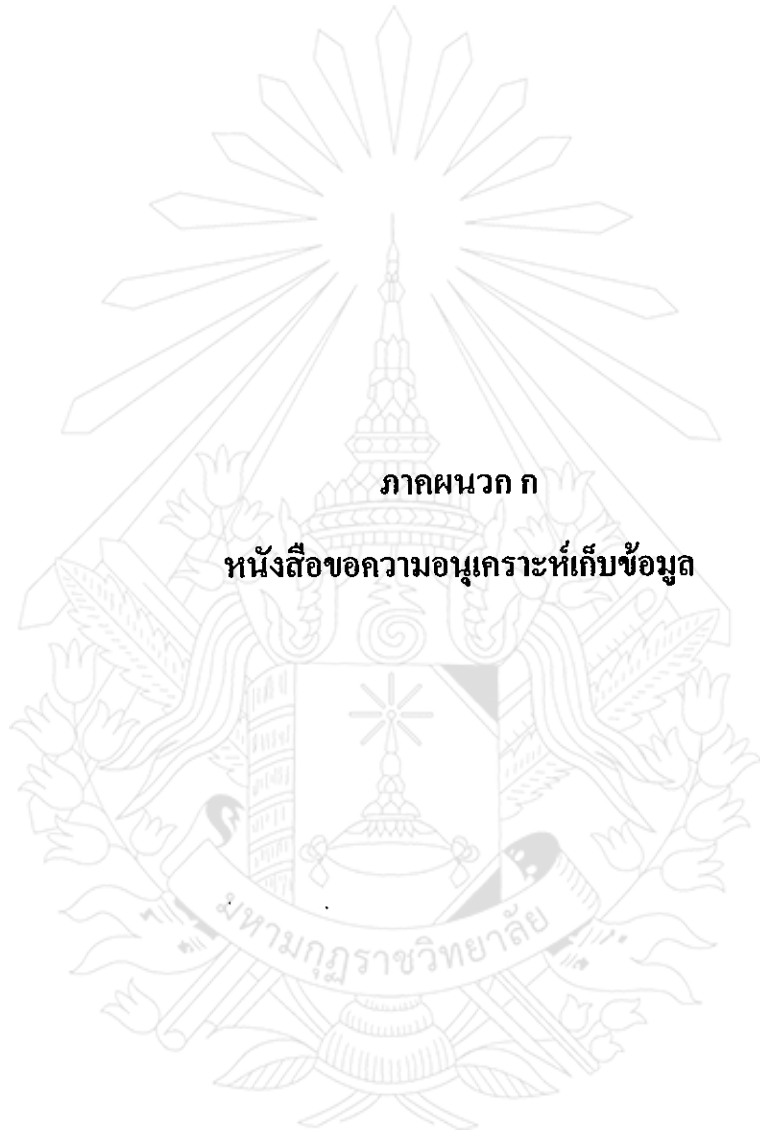 ภาคผนวก ก
หนังสือขอความอนุเคราะห์เก็บข้อมูล
มหามกุฏราชวิทยาลัย